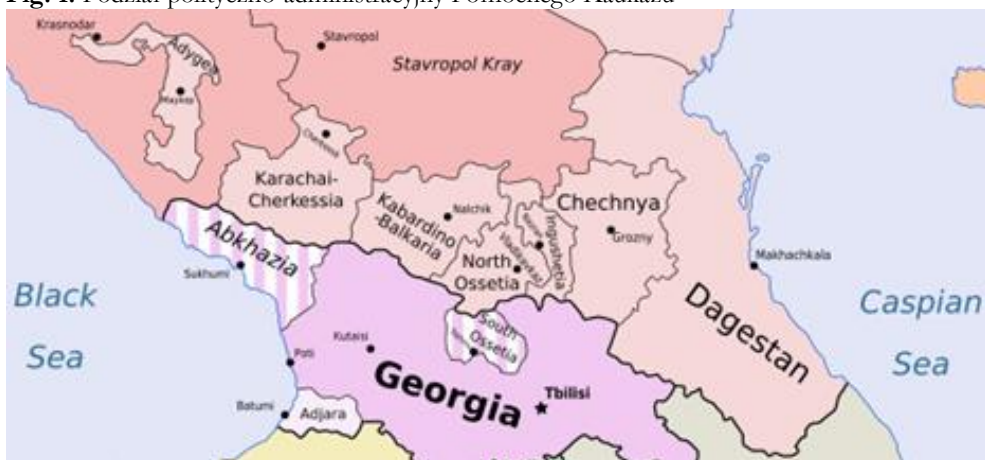 Fig. 1. Podział polityczno-administracyjny Północnego Kaukazu
Krasnodar
Adygea
Maykop
Stavropol
Stavropol Kray
Cherkessk
Karachai-
Cherkessia
Kabardino
-Balkaria
Nalchik
North
Ossetia
Vladikavkaz
Ingushetia
Chechnya
Grozny
Makhachkala
Dagestan
Abkhazia
Sukhumi
Black
Sea
Caspian
Sea
South
Ossetia
Kutaisi
Poti
Georgia
Tbilisi
Batumi
Adjara